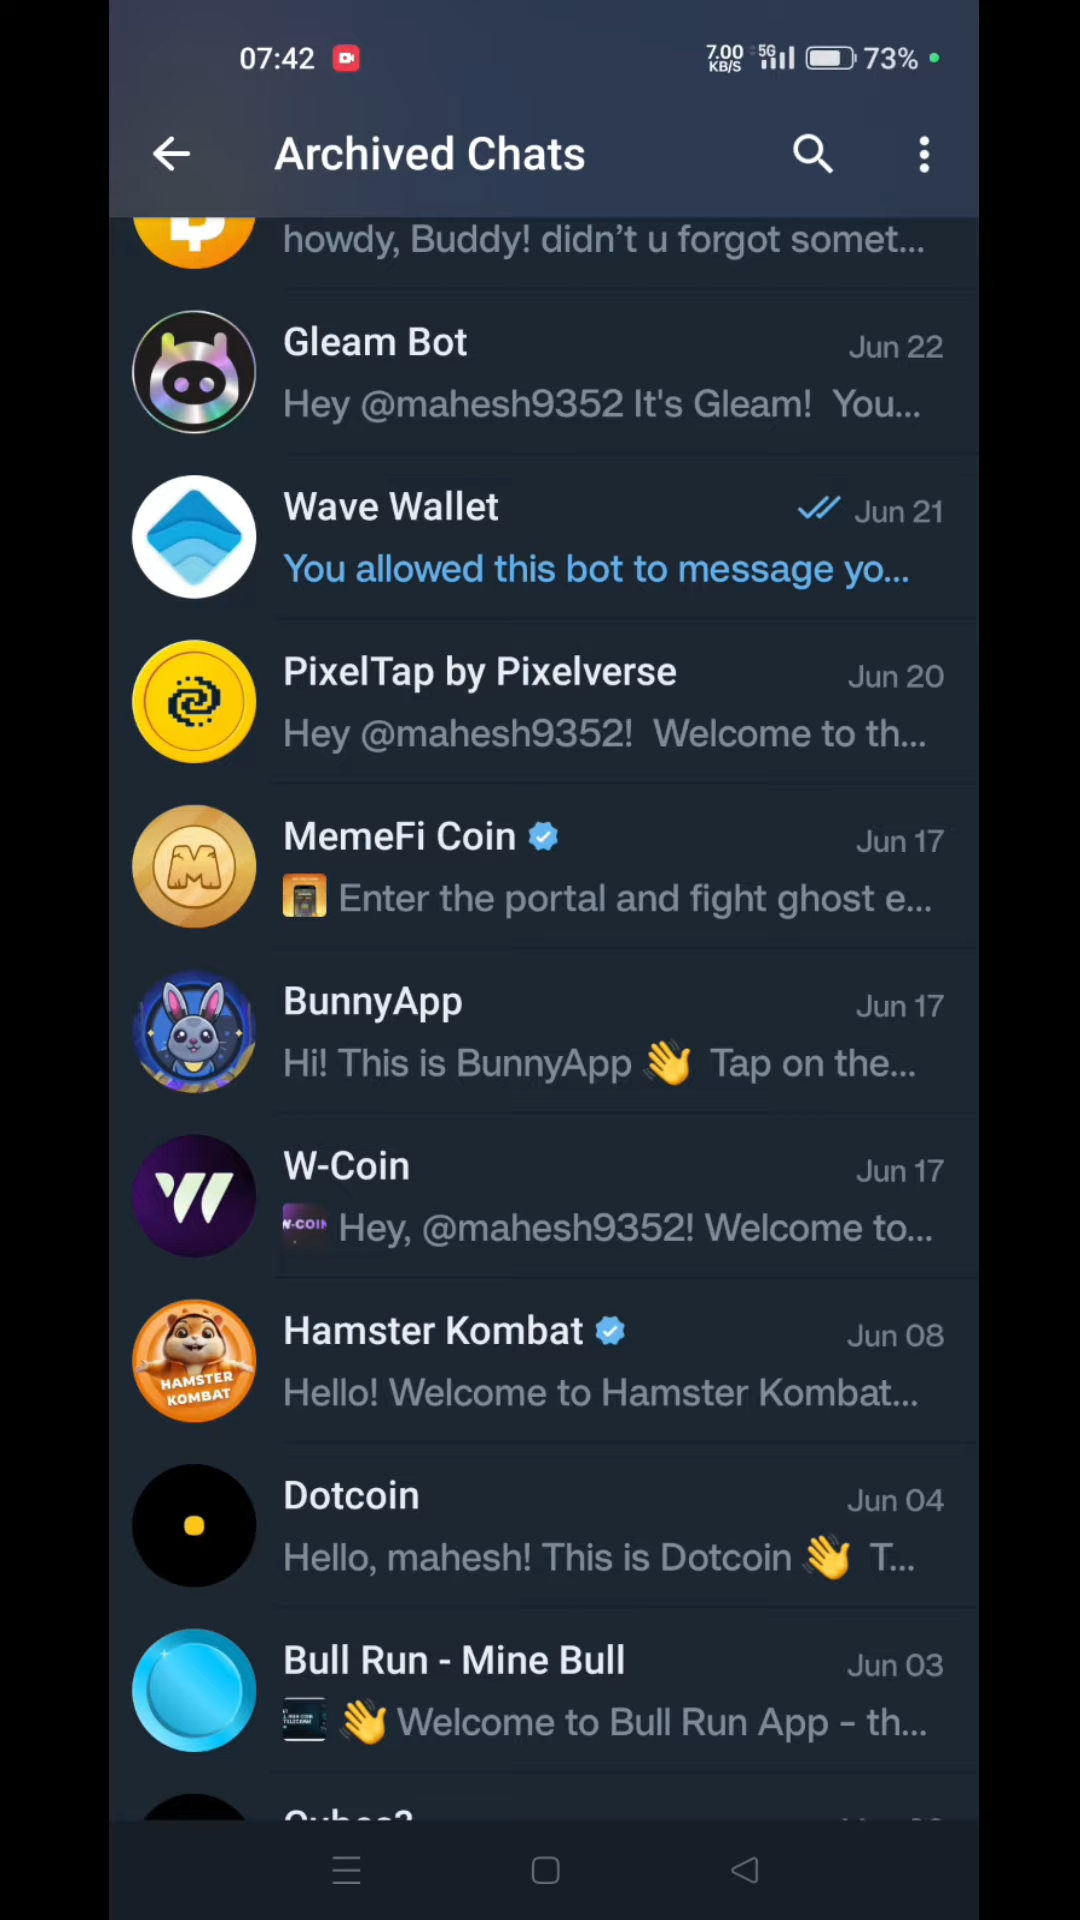 07:42 7.00 KB/S 5G 73%
Archived Chats
howdy, Buddy! didn’t u forgot somet...
Gleam Bot Jun 22
Hey @mahesh9352 It's Gleam! You...
Wave Wallet Jun 21
You allowed this bot to message yo...
PixelTap by Pixelverse Jun 20
Hey @mahesh9352! Welcome to th...
MemeFi Coin Jun 17
Enter the portal and fight ghost e...
BunnyApp Jun 17
Hi! This is BunnyApp 👋 Tap on the...
W-Coin Jun 17
W-COIN Hey, @mahesh9352! Welcome to...
Hamster Kombat Jun 08
HAMSTER KOMBAT
Hello! Welcome to Hamster Kombat...
Dotcoin Jun 04
Hello, mahesh! This is Dotcoin 👋 T...
Bull Run - Mine Bull Jun 03
👋 Welcome to Bull Run App - th...